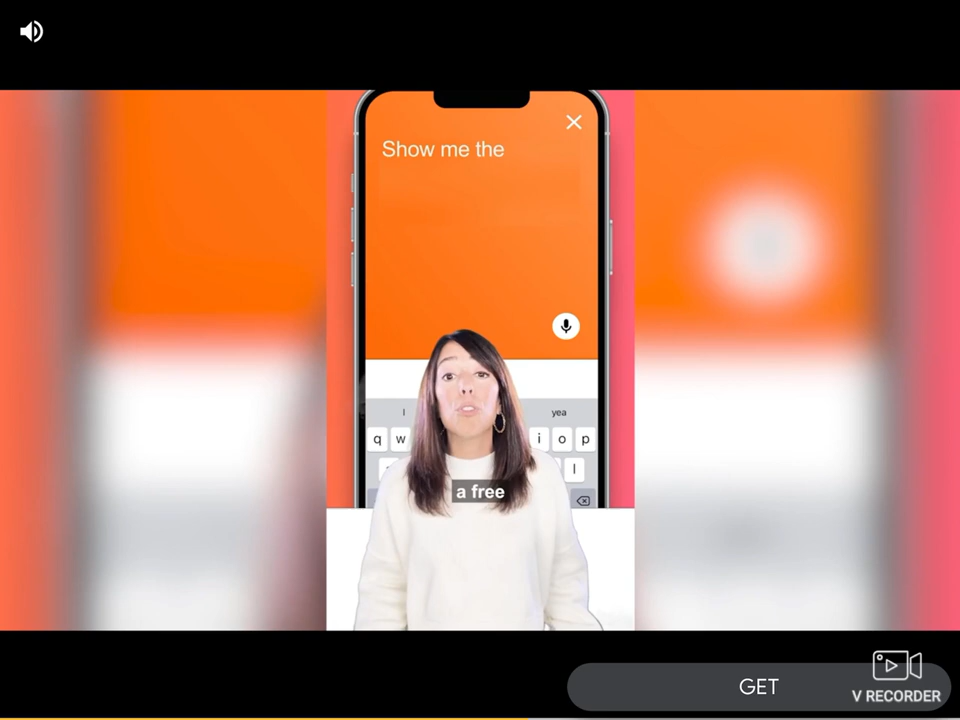 Show me the
I
yea
q w
i o p
l
a free
GET
V RECORDER